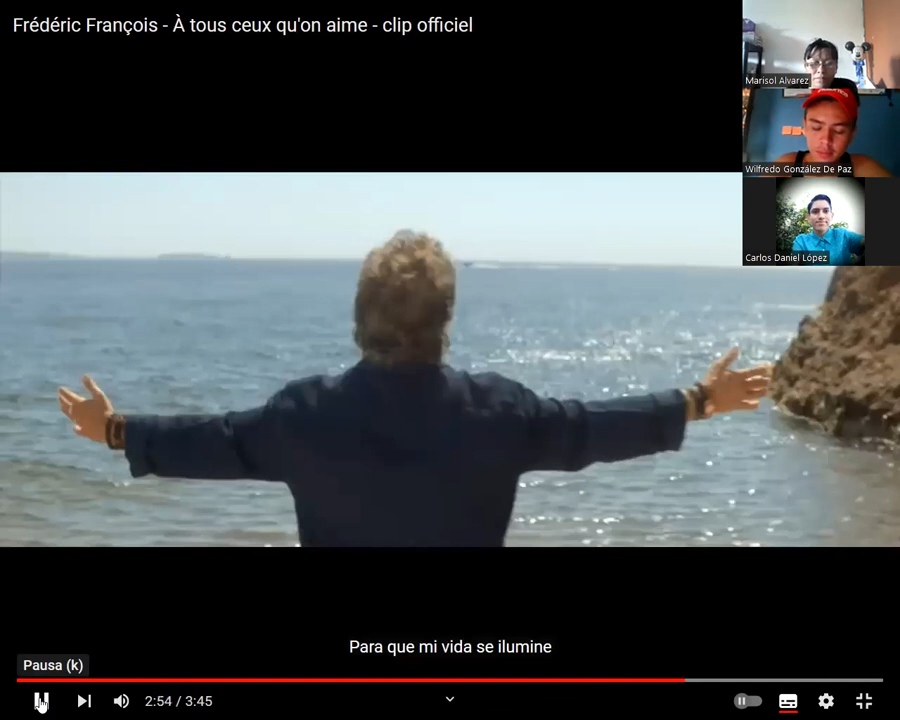 Frédéric François - À tous ceux qu'on aime - clip officiel
Marisol Alvarez
Wilfredo González De Paz
Carlos Daniel López
Para que mi vida se ilumine
Pausa (k)
2:54 / 3:45